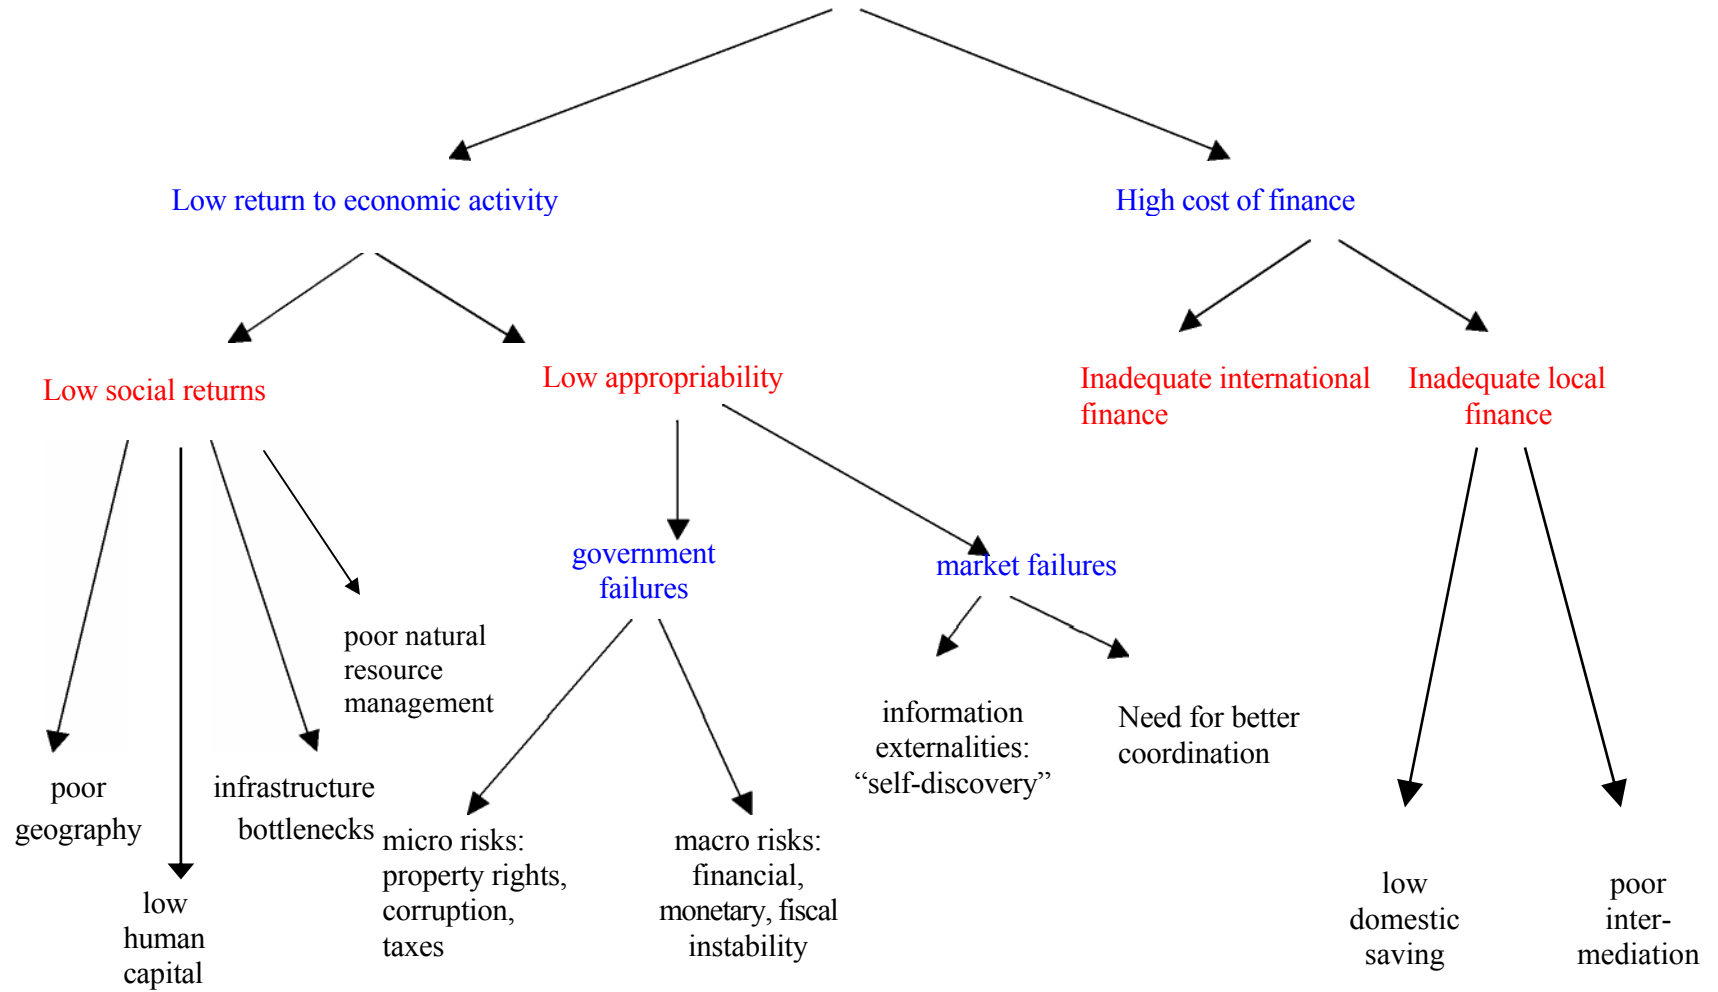 Low return to economic activity
High cost of finance
Low social returns
Low appropriability
Inadequate international
finance
Inadequate local
finance
government
failures
market failures
poor natural
resource
management
information
externalities:
“self-discovery”
Need for better
coordination
poor
geography
infrastructure
bottlenecks
low
human
capital
micro risks:
property rights,
corruption,
taxes
macro risks:
financial,
monetary, fiscal
instability
low
domestic
saving
poor
inter-
mediation